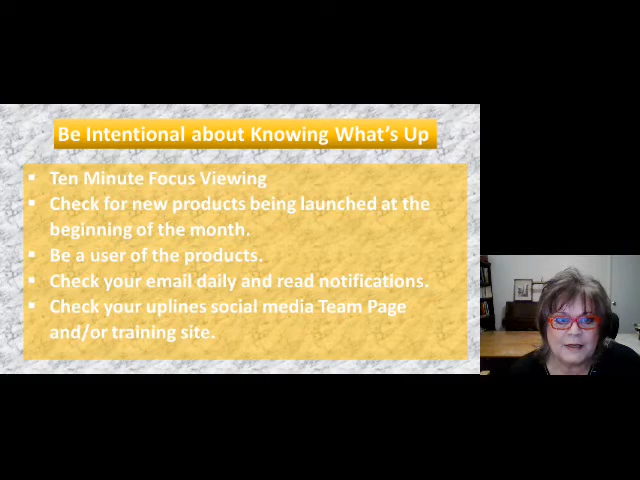 Be Intentional about Knowing What's Up
▪ Ten Minute Focus Viewing
▪ Check for new products being launched at the
beginning of the month.
▪ Be a user of the products.
▪ Check your email daily and read notifications.
▪ Check your uplines social media Team Page
and/or training site.